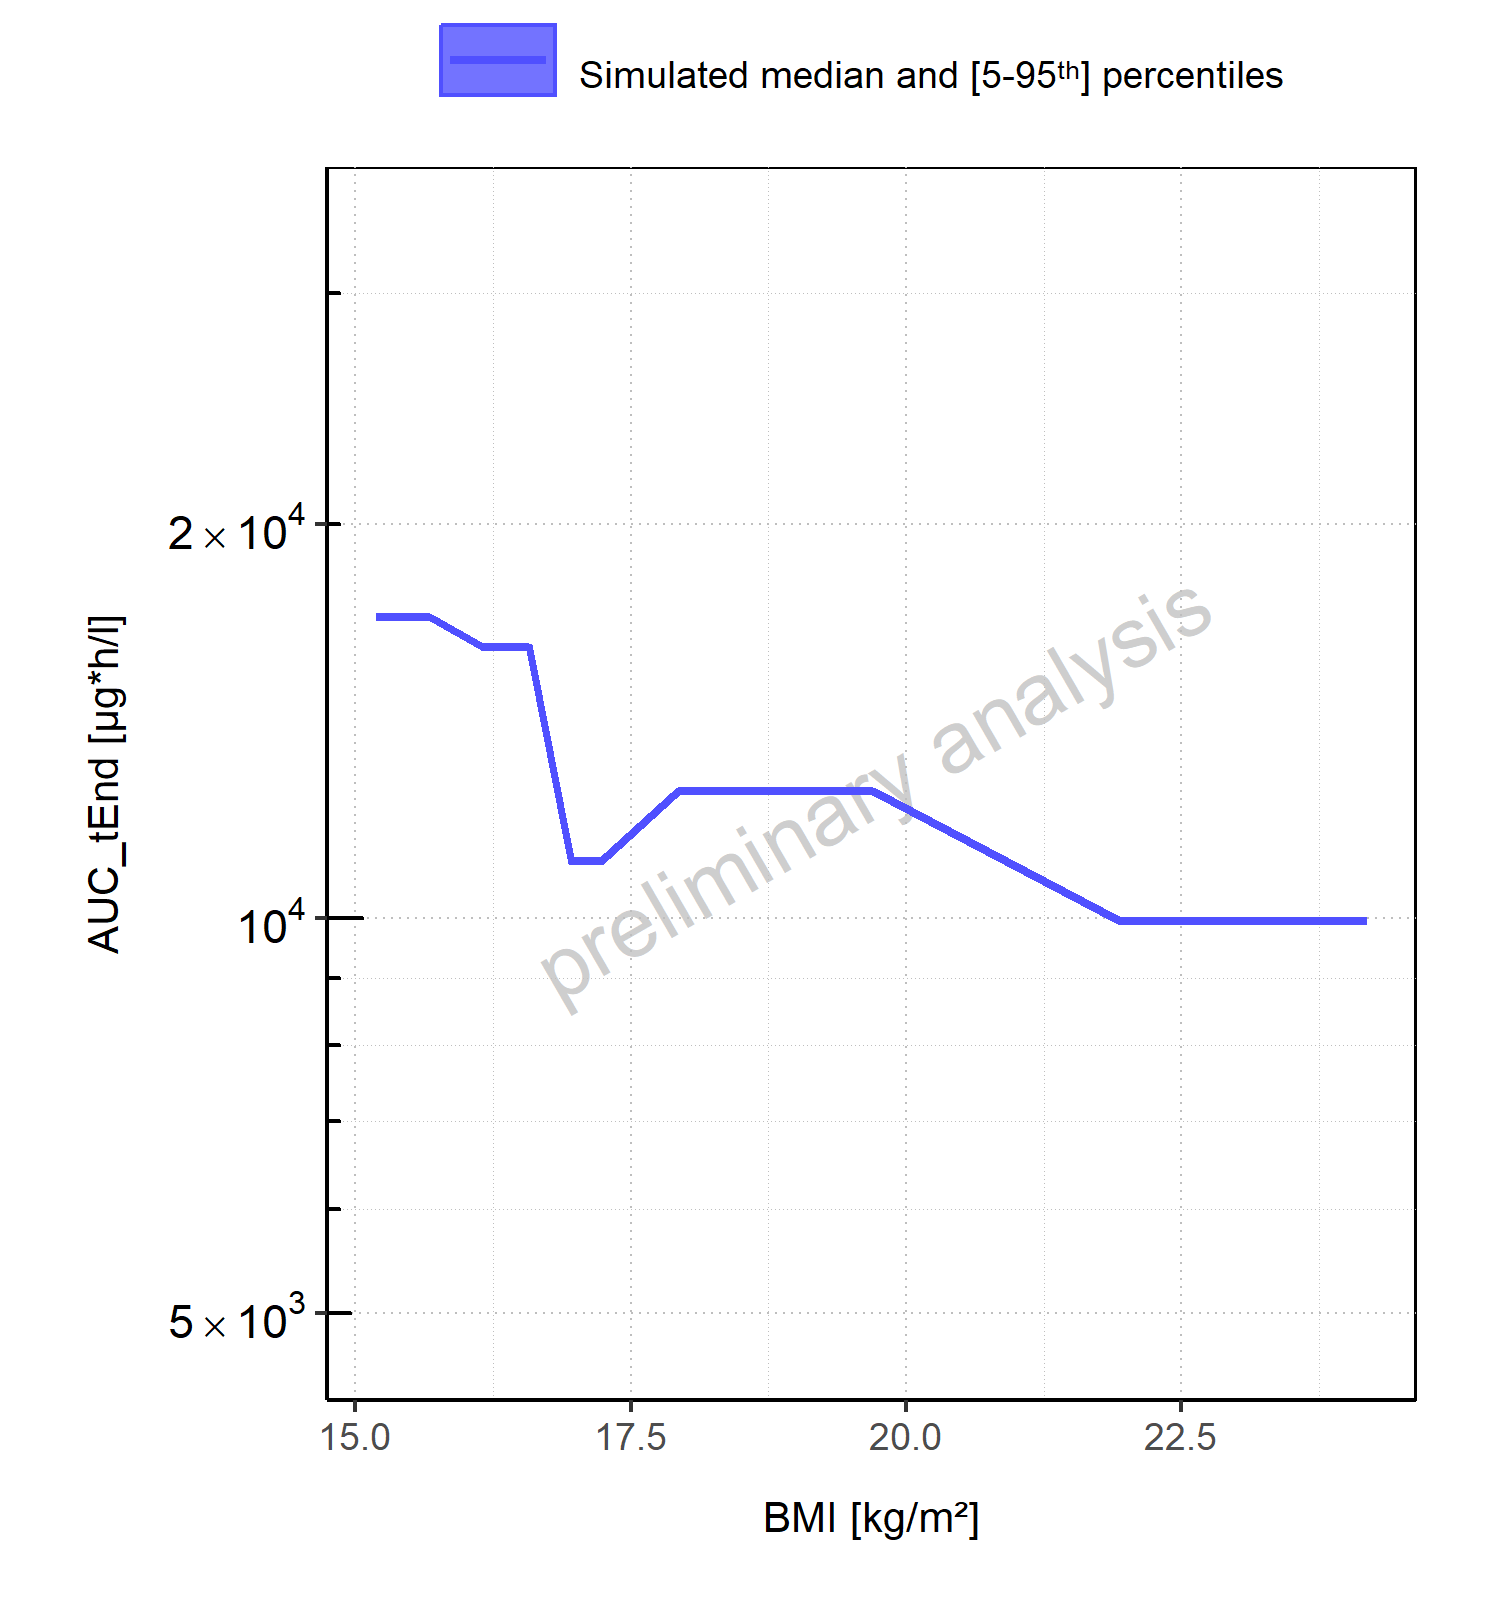 Simulated median and [5-95ᵗʰ] percentiles
2 × 10⁴
10⁴
5 × 10³
AUC_tEnd [µg*h/l]
preliminary analysis
15.0 17.5 20.0 22.5
BMI [kg/m²]